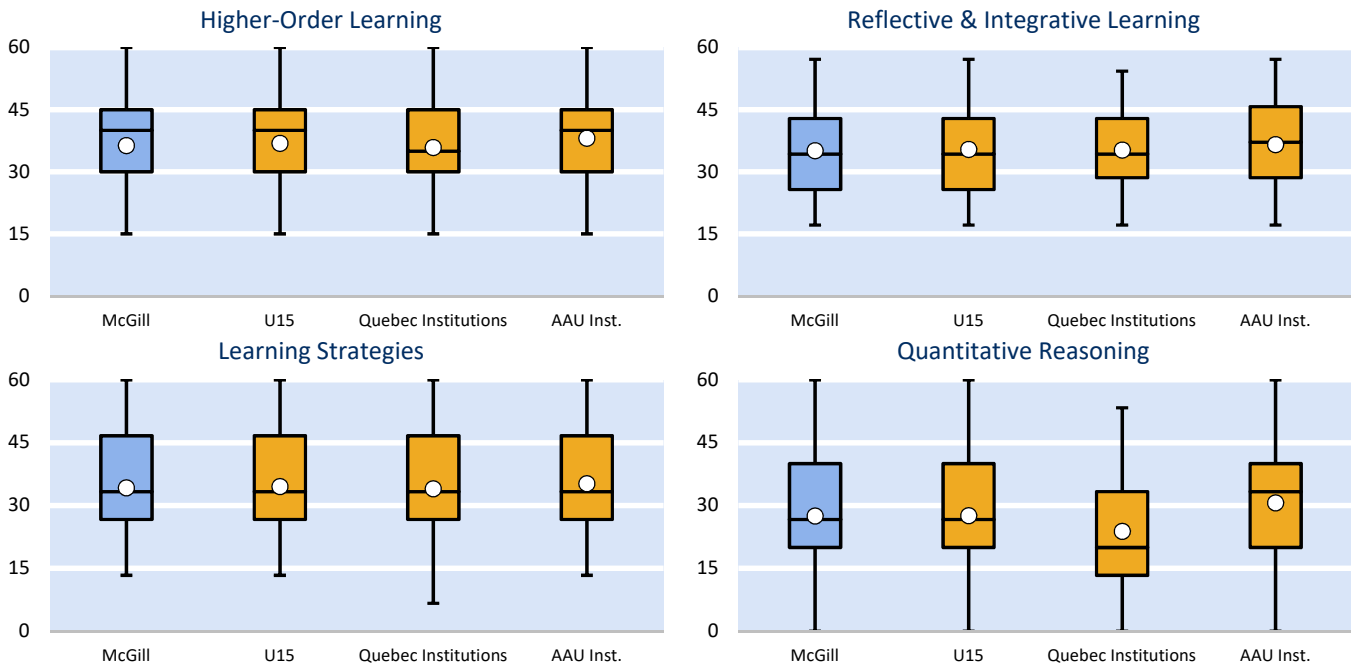 Higher-Order Learning
60
45
30
15
0
McGill U15 Quebec Institutions AAU Inst.
Reflective & Integrative Learning
60
45
30
15
0
McGill U15 Quebec Institutions AAU Inst.
Learning Strategies
60
45
30
15
0
McGill U15 Quebec Institutions AAU Inst.
Quantitative Reasoning
60
45
30
15
0
McGill U15 Quebec Institutions AAU Inst.